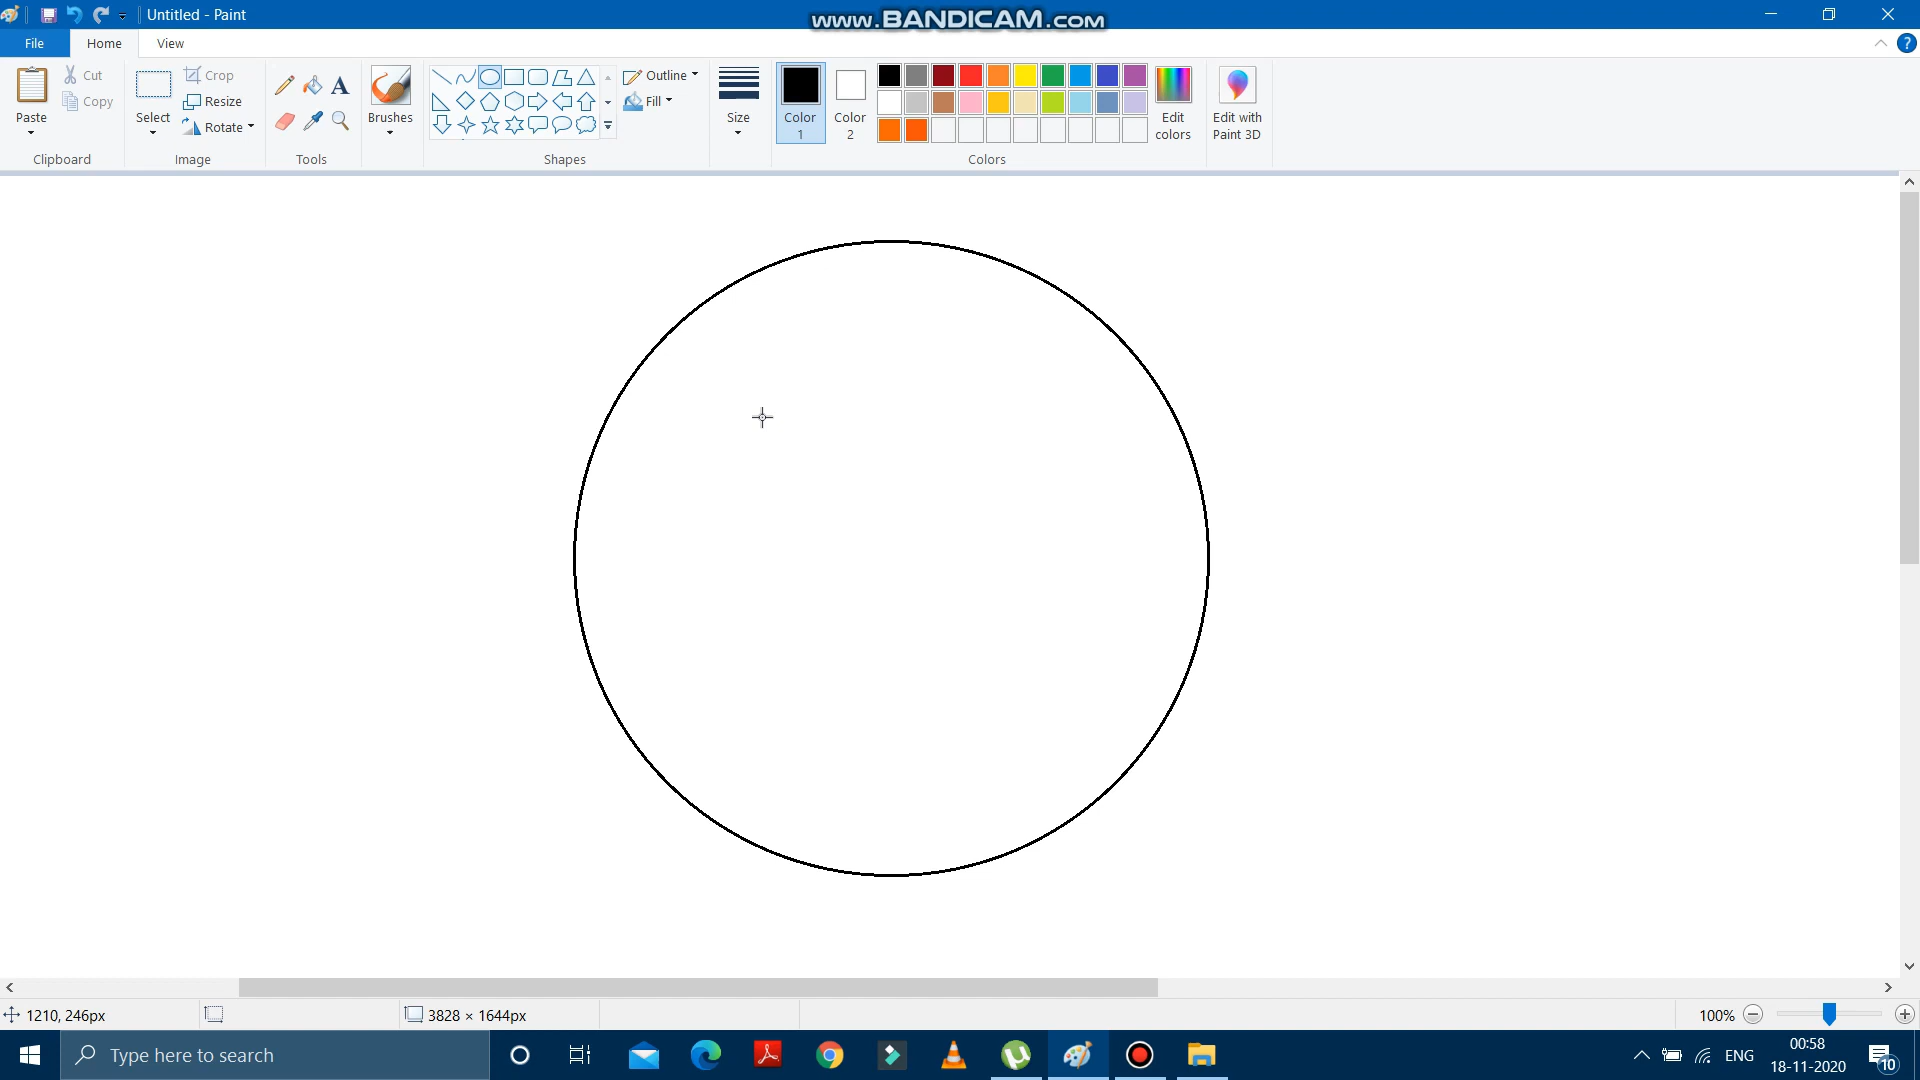 Untitled - Paint
www.BANDICAM.com
File
Home
View
?
Paste
Cut
Copy
Clipboard
Select
Crop
Resize
Rotate
Image
A
Tools
Brushes
Outline
Fill
Shapes
Size
Color
1
Color
2
Edit
colors
Colors
Edit with
Paint 3D
1210, 246px
3828 × 1644px
100%
Type here to search
ENG
00:58
18-11-2020
10